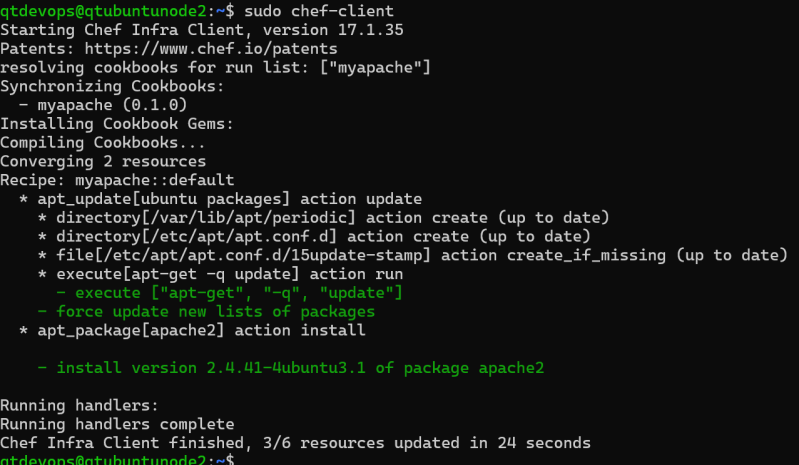 qtdevops@qtubuntunode2:~$ sudo chef-client
Starting Chef Infra Client, version 17.1.35
Patents: https://www.chef.io/patents
resolving cookbooks for run list: ["myapache"]
Synchronizing Cookbooks:
  - myapache (0.1.0)
Installing Cookbook Gems:
Compiling Cookbooks...
Converging 2 resources
Recipe: myapache::default
  * apt_update[ubuntu packages] action update
    * directory[/var/lib/apt/periodic] action create (up to date)
    * directory[/etc/apt/apt.conf.d] action create (up to date)
    * file[/etc/apt/apt.conf.d/15update-stamp] action create_if_missing (up to date)
    * execute[apt-get -q update] action run
      - execute ["apt-get", "-q", "update"]
    - force update new lists of packages
  * apt_package[apache2] action install
    - install version 2.4.41-4ubuntu3.1 of package apache2
Running handlers:
Running handlers complete
Chef Infra Client finished, 3/6 resources updated in 24 seconds
qtdevops@qtubuntunode2:~$